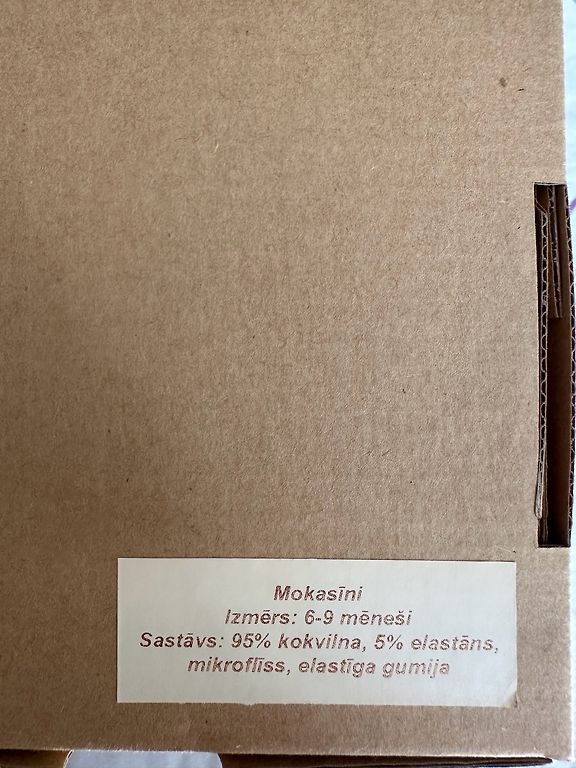 Mokasīni
Izmērs: 6-9 mēneši
Sastāvs: 95% kokvilna, 5% elastāns,
mikroflīss, elastīga gumija